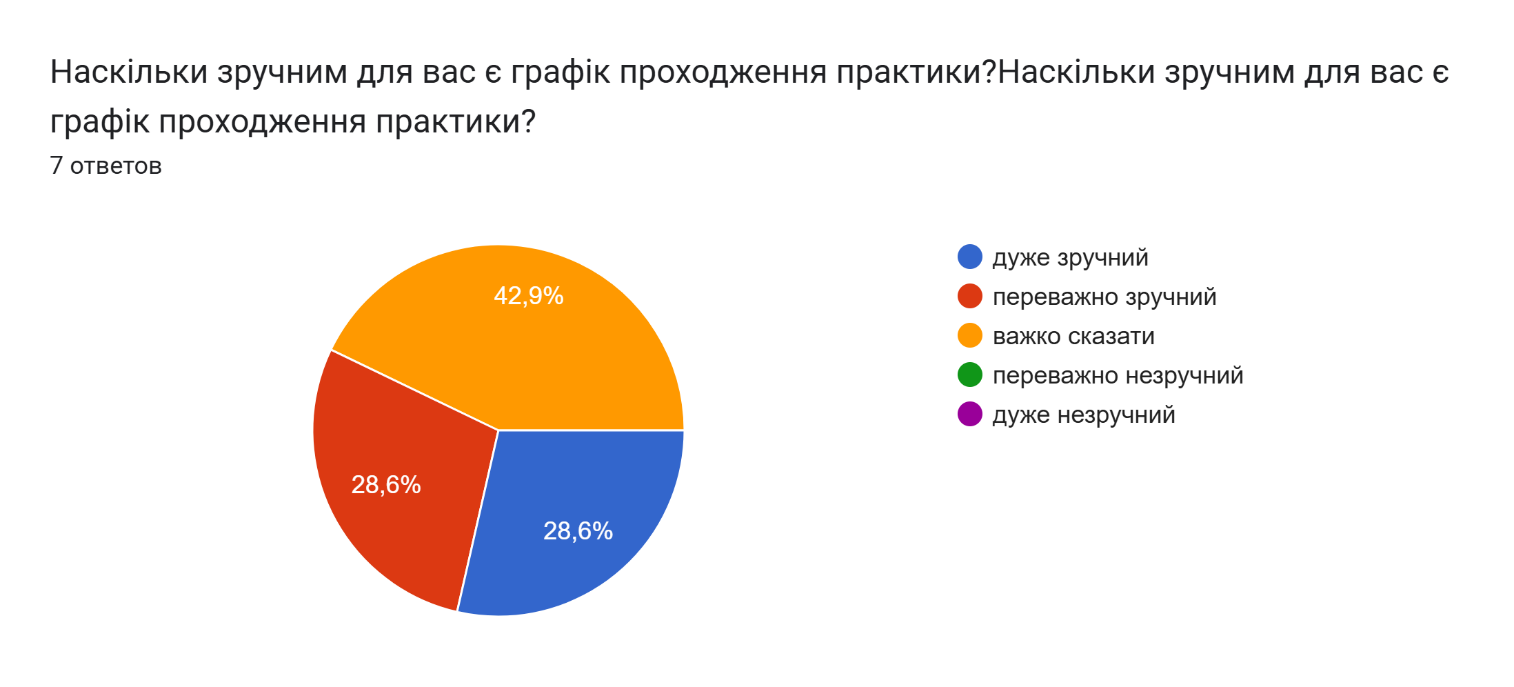 Наскільки зручним для вас є графік проходження практики?Наскільки зручним для вас є
графік проходження практики?
7 ответов
42,9%
28,6%
28,6%
дуже зручний
переважно зручний
важко сказати
переважно незручний
дуже незручний